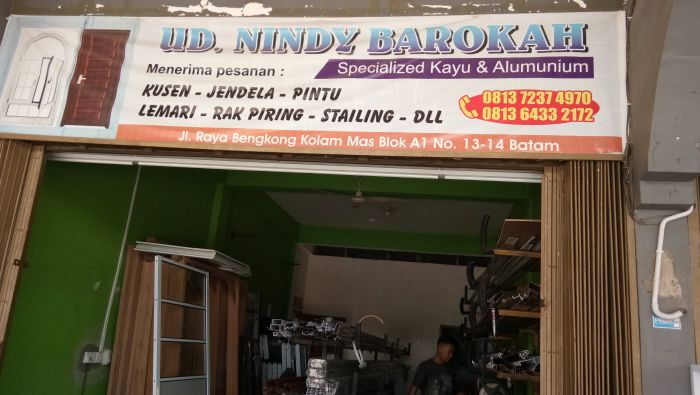 UD. NINDY BAROKAH
Specialized Kayu & Alumunium
Menerima pesanan :
KUSEN - JENDELA - PINTU
LEMARI - RAK PIRING - STAILING - DLL
0813 7237 4970
0813 6433 2172
Jl. Raya Bengkong Kolam Mas Blok A1 No. 13-14 Batam